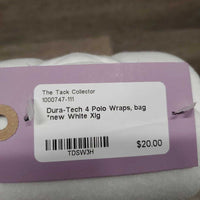 The Tack Collector
1000747-111
Dura-Tech 4 Polo Wraps, bag
*new White Xlg
$20.00
TDSW3H